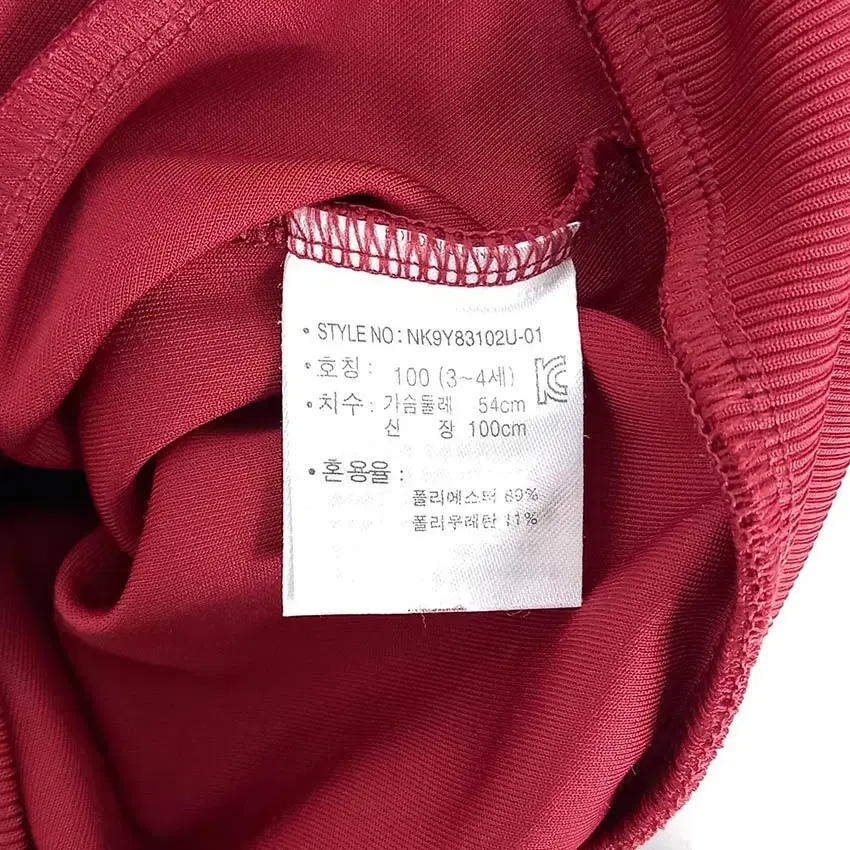 • STYLE NO : NK9Y83102U-01
• 호칭 : 100 (3~4세)
• 치수 : 가슴둘레 54cm
신 장 100cm
• 혼용율 :
폴리에스터 89%
폴리우레탄 11%